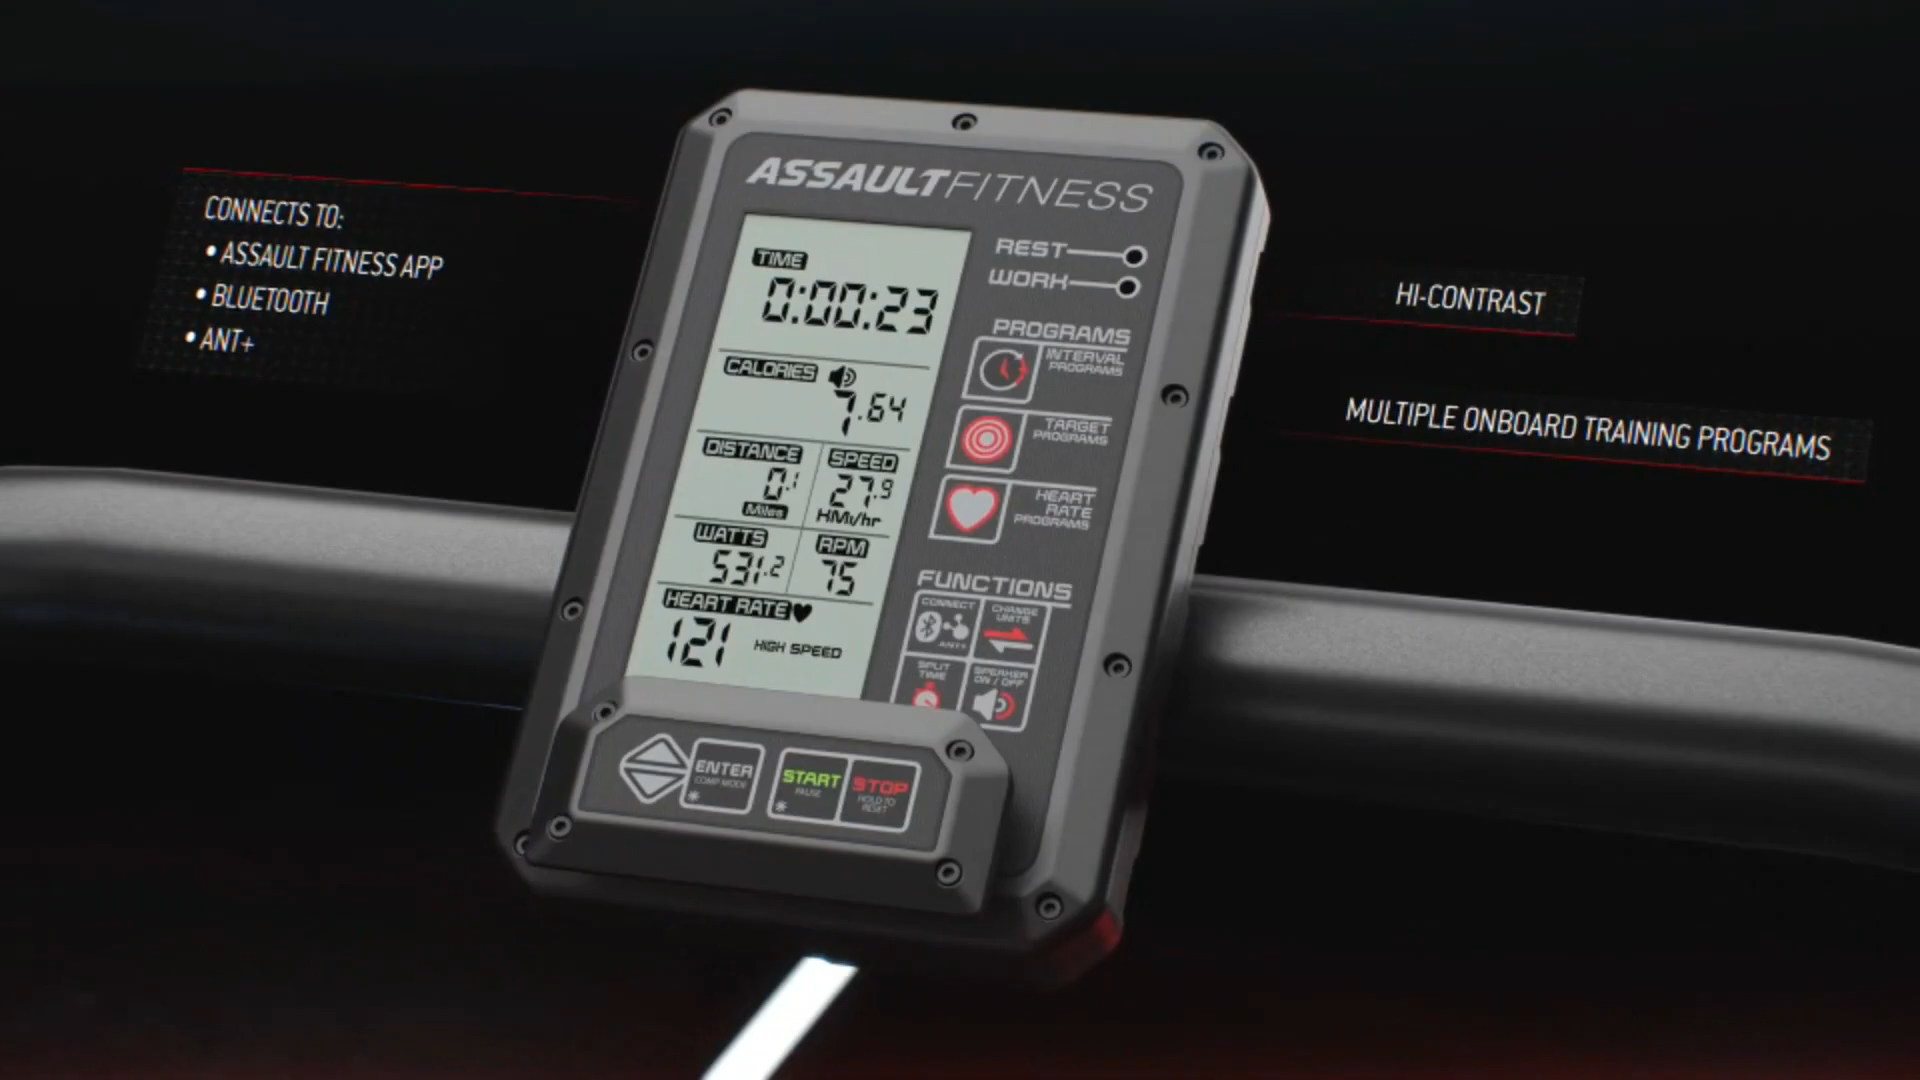 CONNECTS TO:
• ASSAULT FITNESS APP
• BLUETOOTH
• ANT+
ASSAULTFITNESS
REST
WORK
TIME
0:00:23
CALORIES
7.64
DISTANCE
0.1
Miles
SPEED
27.9
KMi/hr
WATTS
531.2
RPM
75
HEART RATE
121
HIGH SPEED
PROGRAMS
INTERVAL
PROGRAMS
TARGET
PROGRAMS
HEART
RATE
PROGRAMS
FUNCTIONS
CONNECT
ANT+
CHANGE
UNITS
SPLIT
TIME
SPEAKER
ON / OFF
ENTER
COMP MODE
START
PAUSE
STOP
HOLD TO
RESET
HI-CONTRAST
MULTIPLE ONBOARD TRAINING PROGRAMS